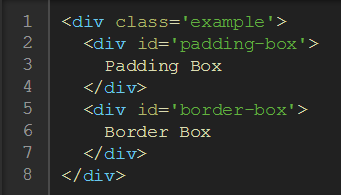 1 <div class='example'>
2   <div id='padding-box'>
3     Padding Box
4   </div>
5   <div id='border-box'>
6     Border Box
7   </div>
8 </div>